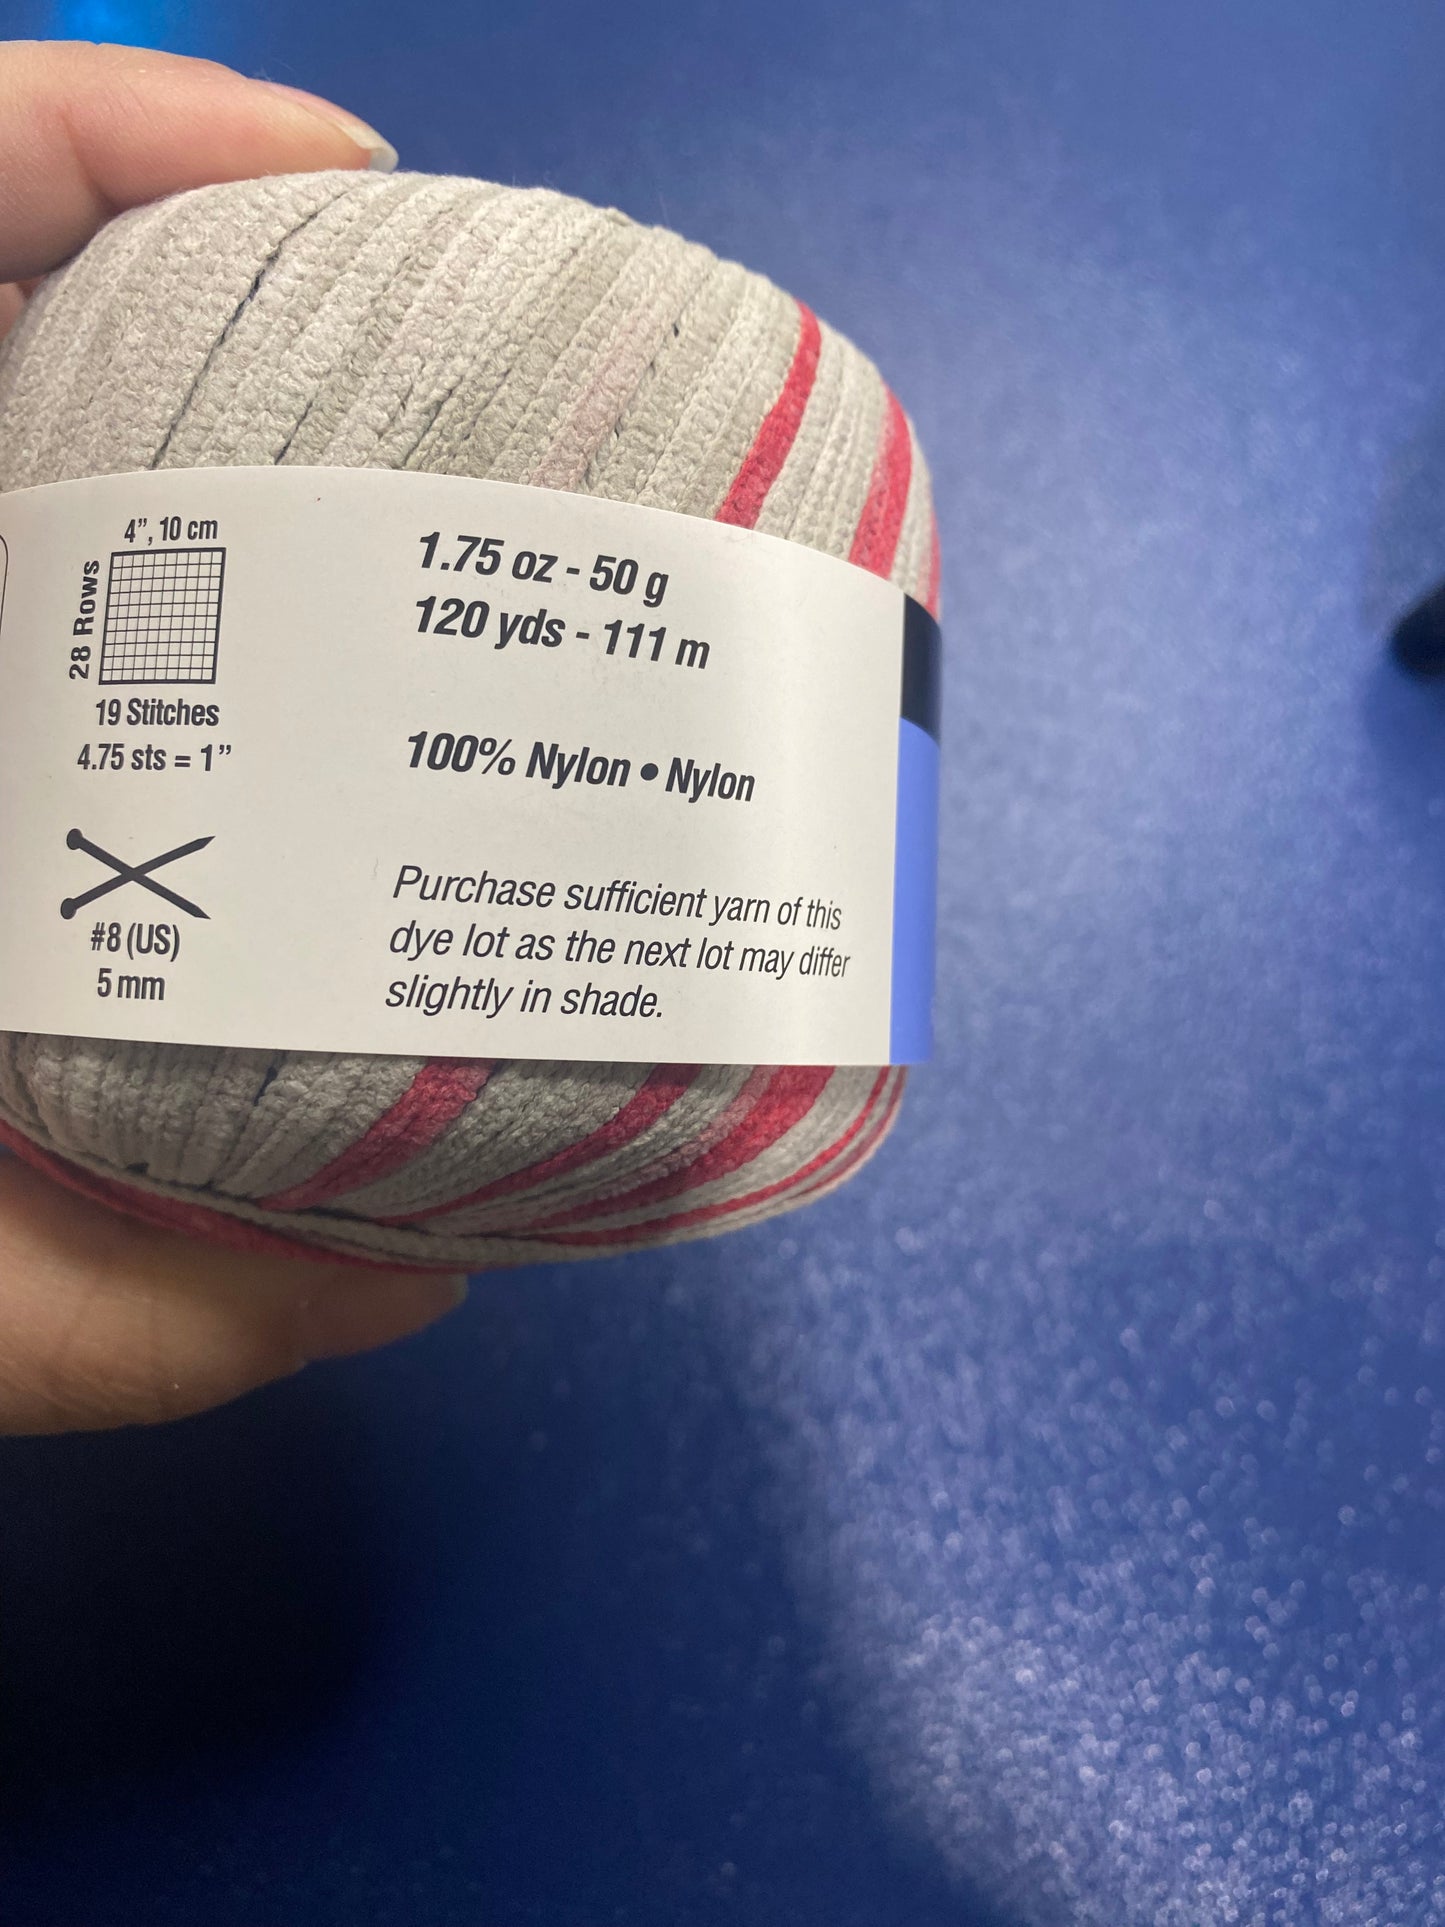 4”, 10 cm
28 Rows
19 Stitches
4.75 sts = 1”
#8 (US)
5 mm
1.75 oz - 50 g
120 yds - 111 m
100% Nylon • Nylon
Purchase sufficient yarn of this
dye lot as the next lot may differ
slightly in shade.